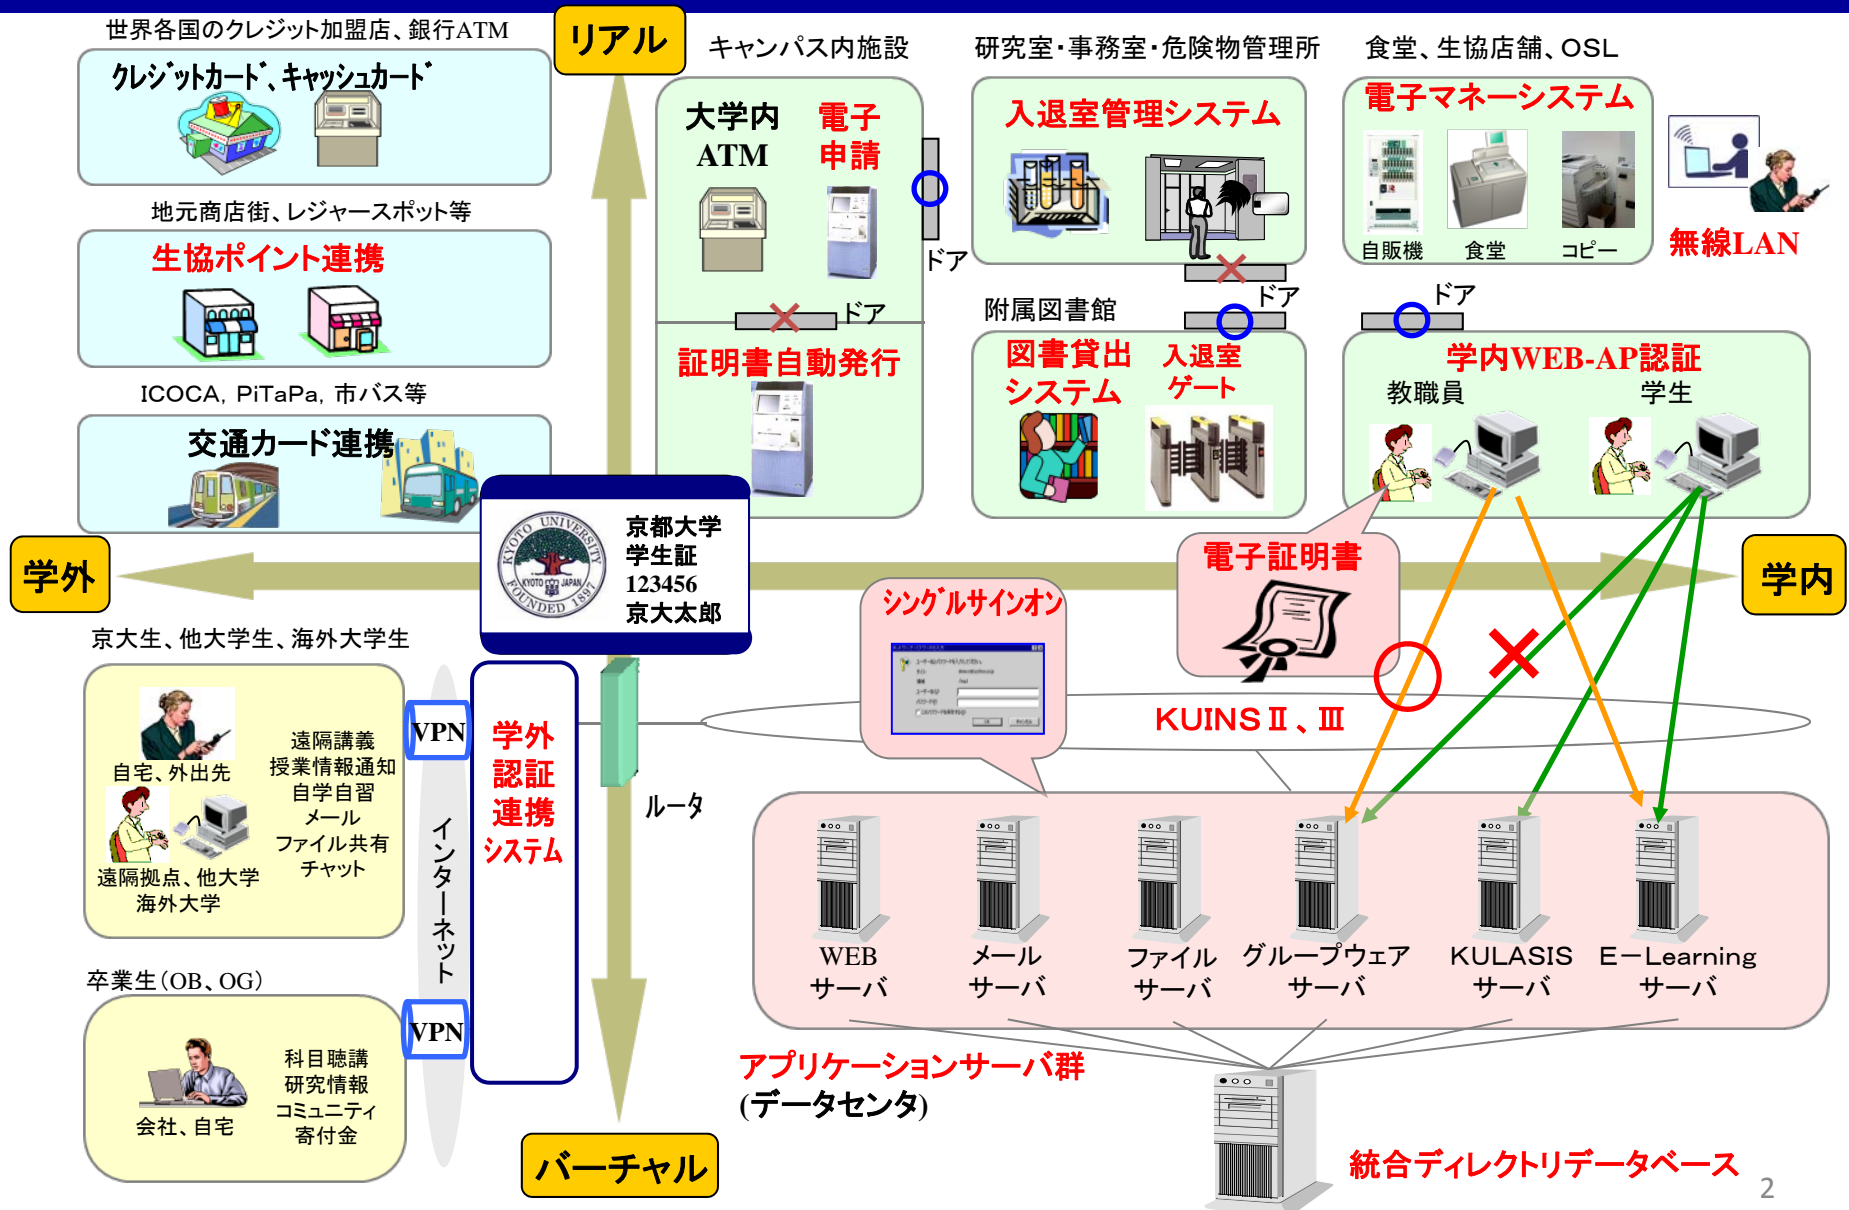 世界各国のクレジット加盟店、銀行ATM
クレジットカード、キャッシュカード
地元商店街、レジャースポット等
生協ポイント連携
ICOCA, PiTaPa, 市バス等
交通カード連携
リアル
キャンパス内施設
大学内
ATM
電子
申請
ドア
ドア
証明書自動発行
研究室・事務室・危険物管理所
入退室管理システム
ドア
附属図書館
図書貸出
システム
入退室
ゲート
食堂、生協店舗、OSL
電子マネーシステム
自販機
食堂
コピー
無線LAN
ドア
学内WEB-AP認証
教職員
学生
学外
KYOTO UNIVERSITY
KYOTO JAPAN
FOUNDED 1897
京都大学
学生証
123456
京大太郎
学内
電子証明書
シングルサインオン
京大生、他大学生、海外大学生
自宅、外出先
遠隔講義
授業情報通知
自学自習
メール
ファイル共有
チャット
遠隔拠点、他大学
海外大学
VPN
インターネット
学外
認証
連携
システム
ルータ
KUINSⅡ、Ⅲ
WEB
サーバ
メール
サーバ
ファイル
サーバ
グループウェア
サーバ
KULASIS
サーバ
E－Learning
サーバ
卒業生(OB、OG)
会社、自宅
科目聴講
研究情報
コミュニティ
寄付金
VPN
アプリケーションサーバ群
(データセンタ)
バーチャル
統合ディレクトリデータベース
2